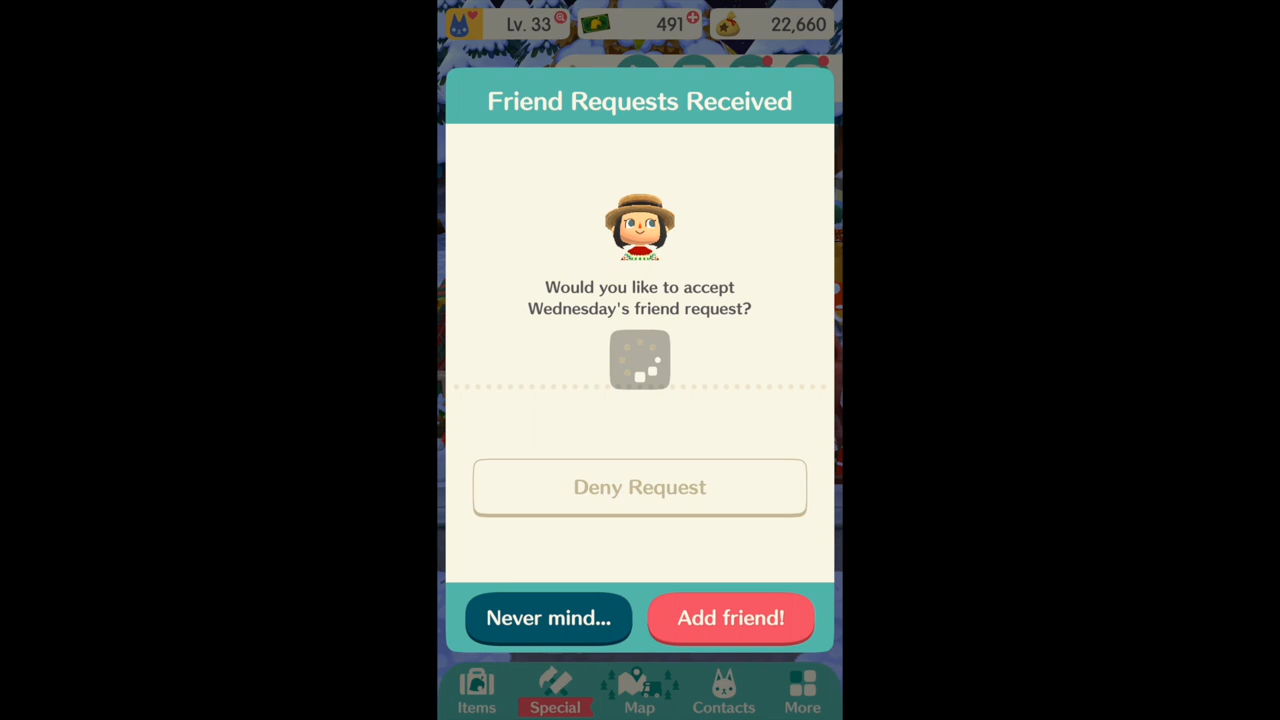 Lv. 33
491
22,660
Friend Requests Received
Would you like to accept
Wednesday's friend request?
Deny Request
Never mind...
Add friend!
Items
Special
Map
Contacts
More